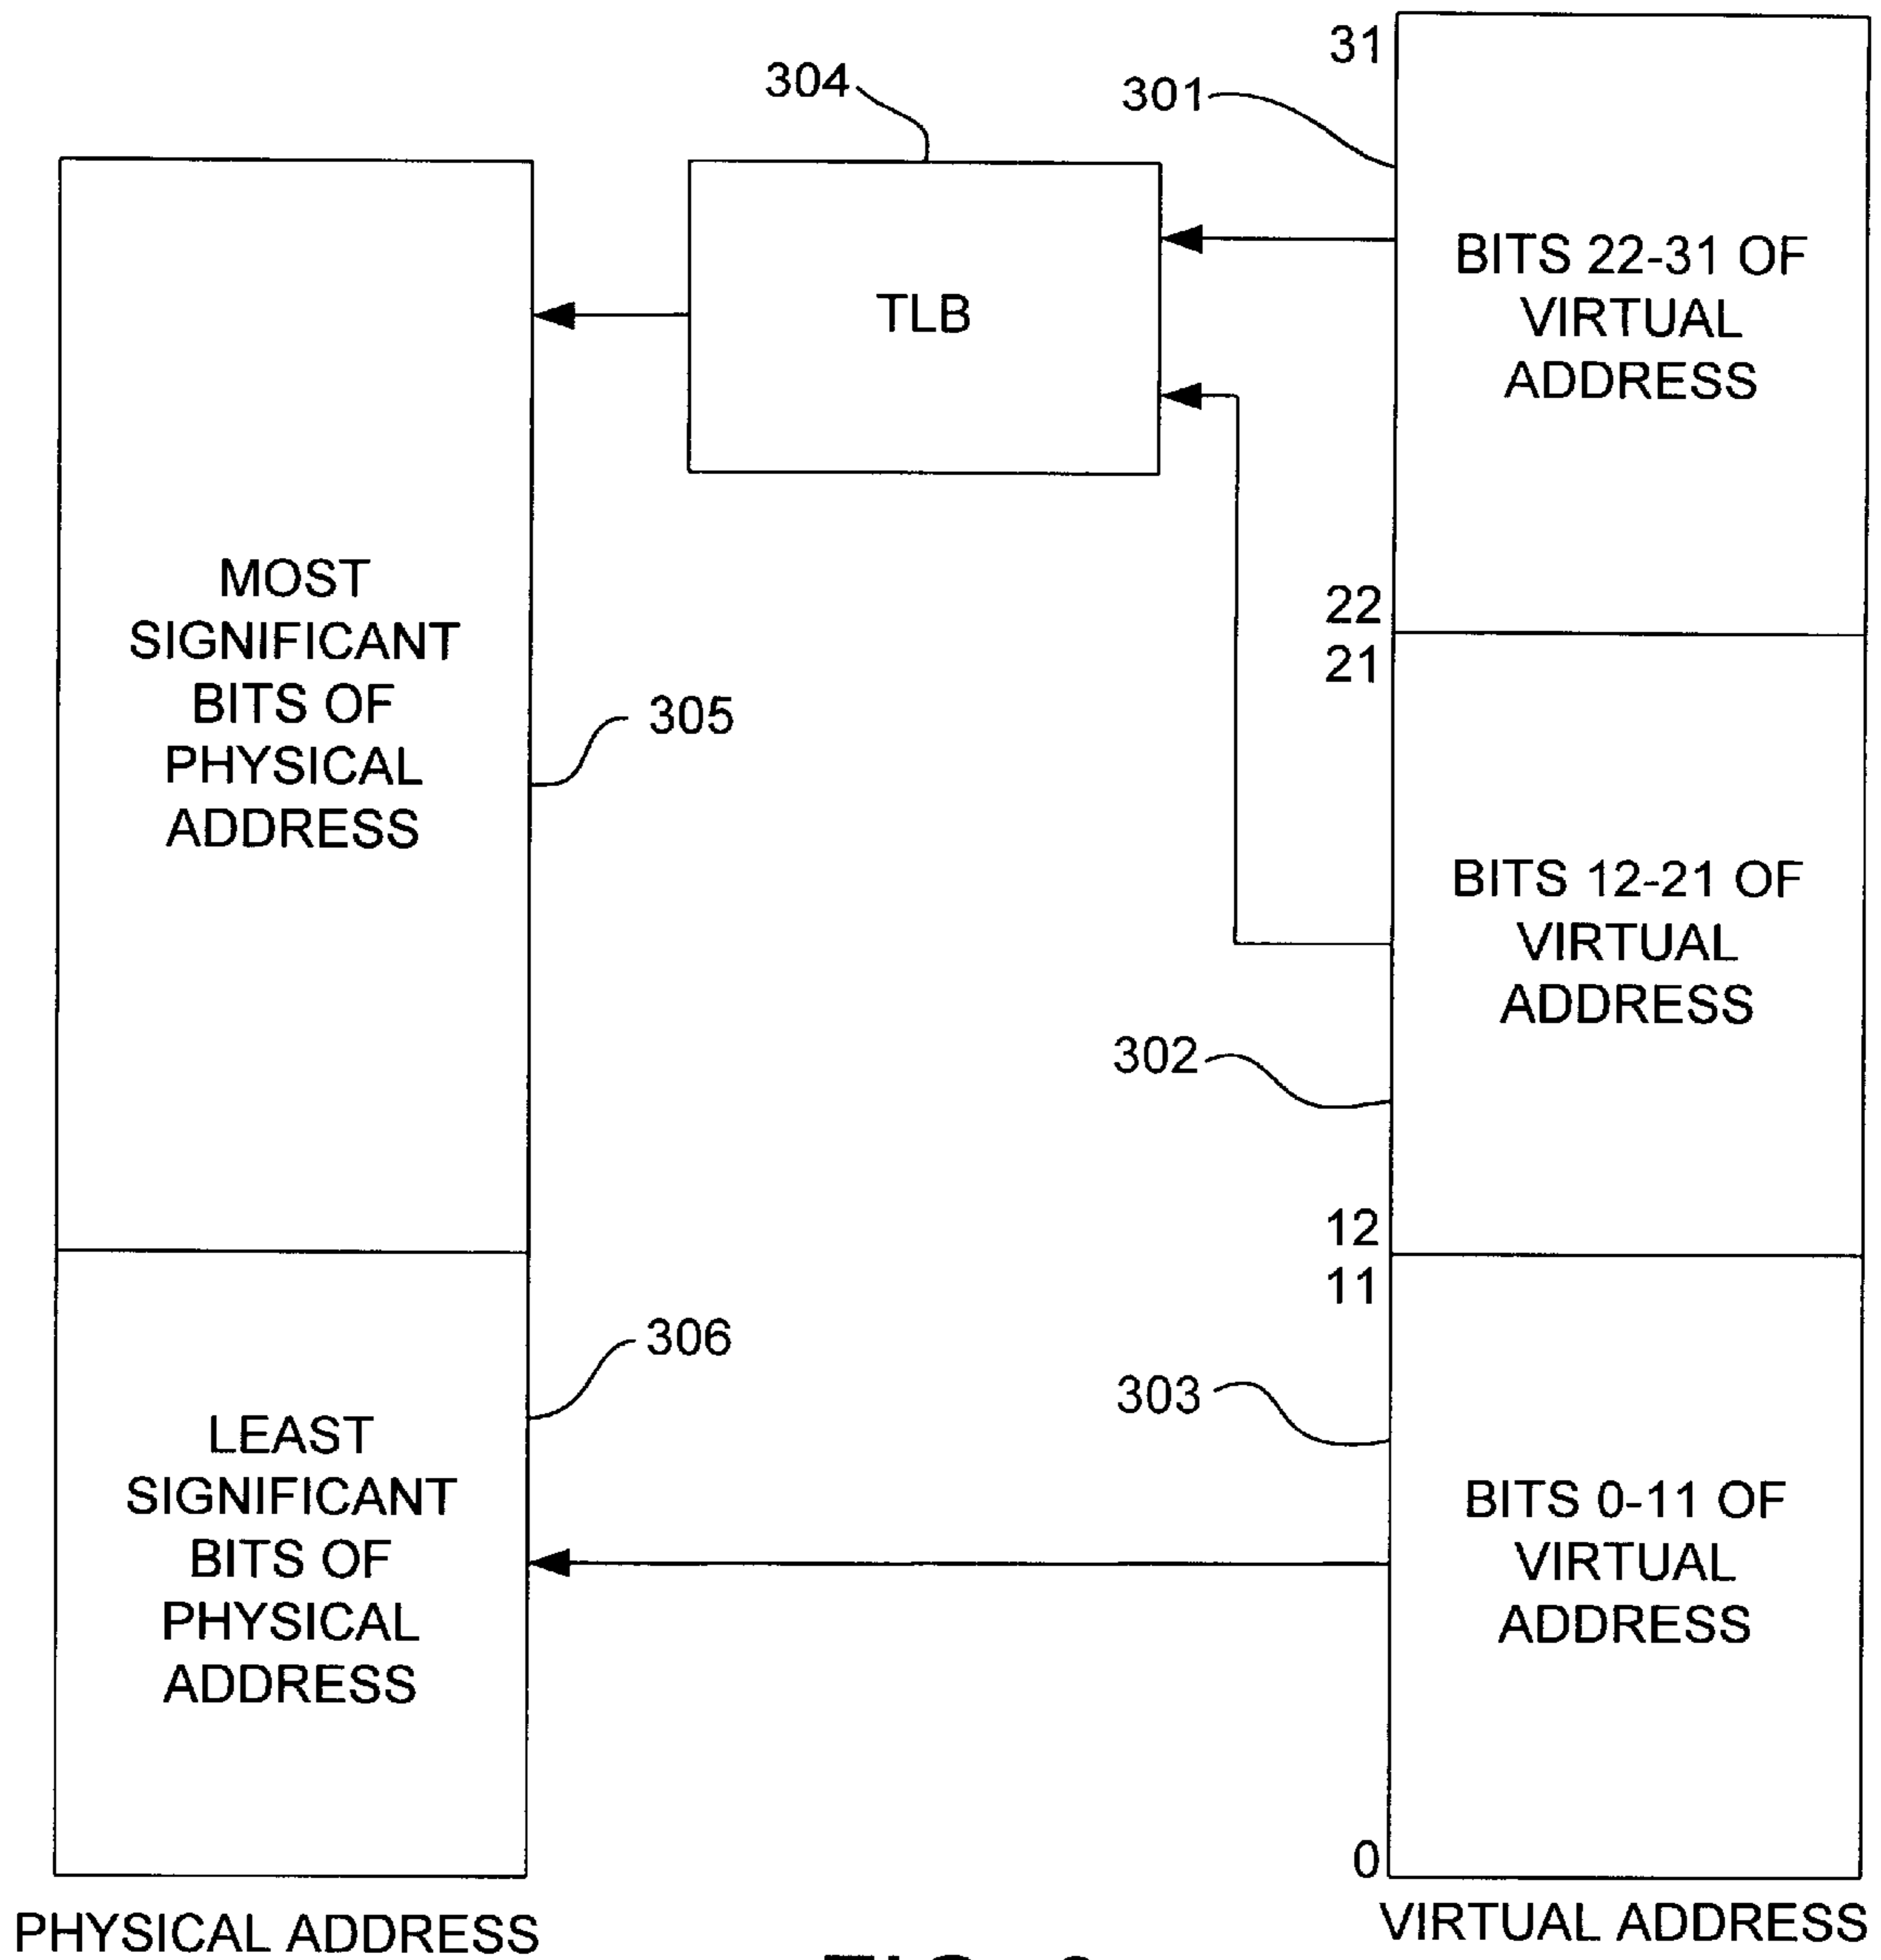 31
304
301
BITS 22-31 OF
VIRTUAL
ADDRESS
TLB
22
21
MOST
SIGNIFICANT
BITS OF
PHYSICAL
ADDRESS
305
BITS 12-21 OF
VIRTUAL
ADDRESS
302
12
11
306
303
LEAST
SIGNIFICANT
BITS OF
PHYSICAL
ADDRESS
BITS 0-11 OF
VIRTUAL
ADDRESS
0
PHYSICAL ADDRESS
VIRTUAL ADDRESS